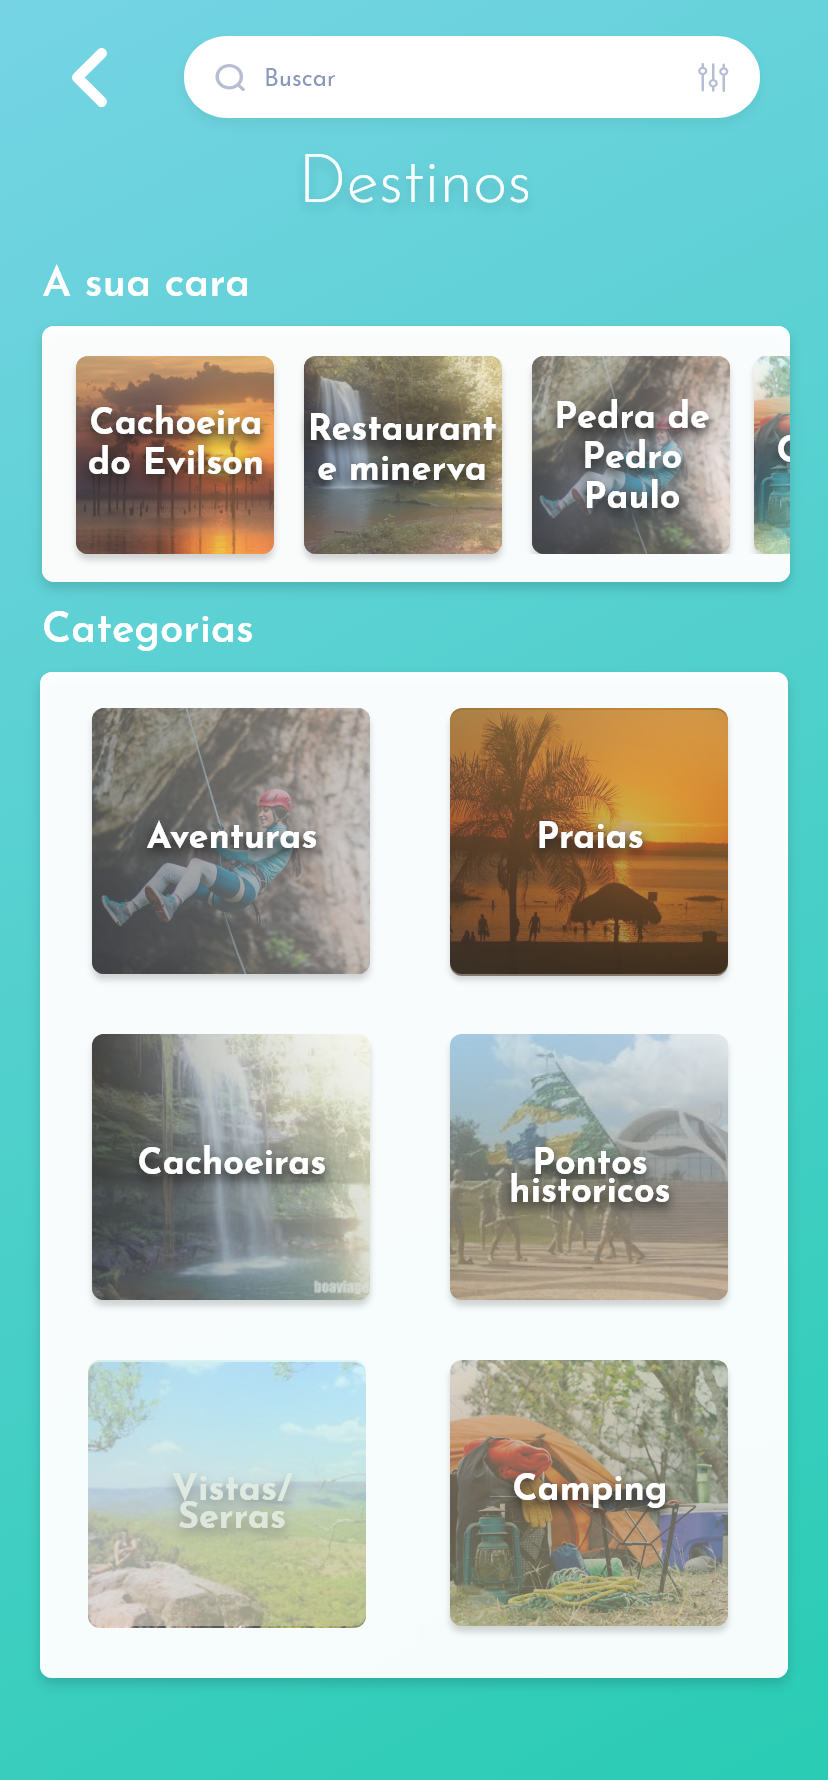 Buscar
Destinos
A sua cara
Cachoeira
do Evilson
Restaurant
e minerva
Pedra de
Pedro
Paulo
C
Categorias
Aventuras
Praias
Cachoeiras
boaviage
Pontos
historicos
Vistas/
Serras
Camping